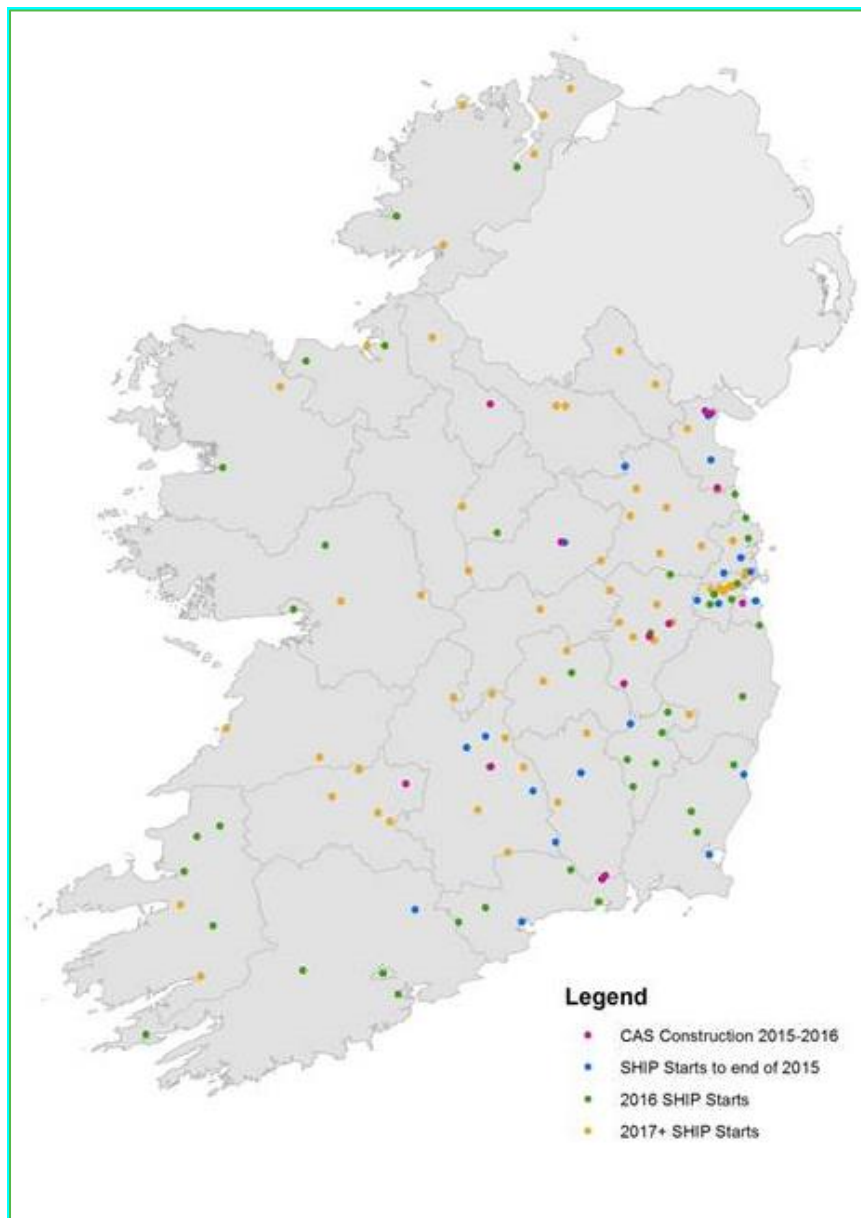 Legend
CAS Construction 2015-2016
SHIP Starts to end of 2015
2016 SHIP Starts
2017+ SHIP Starts